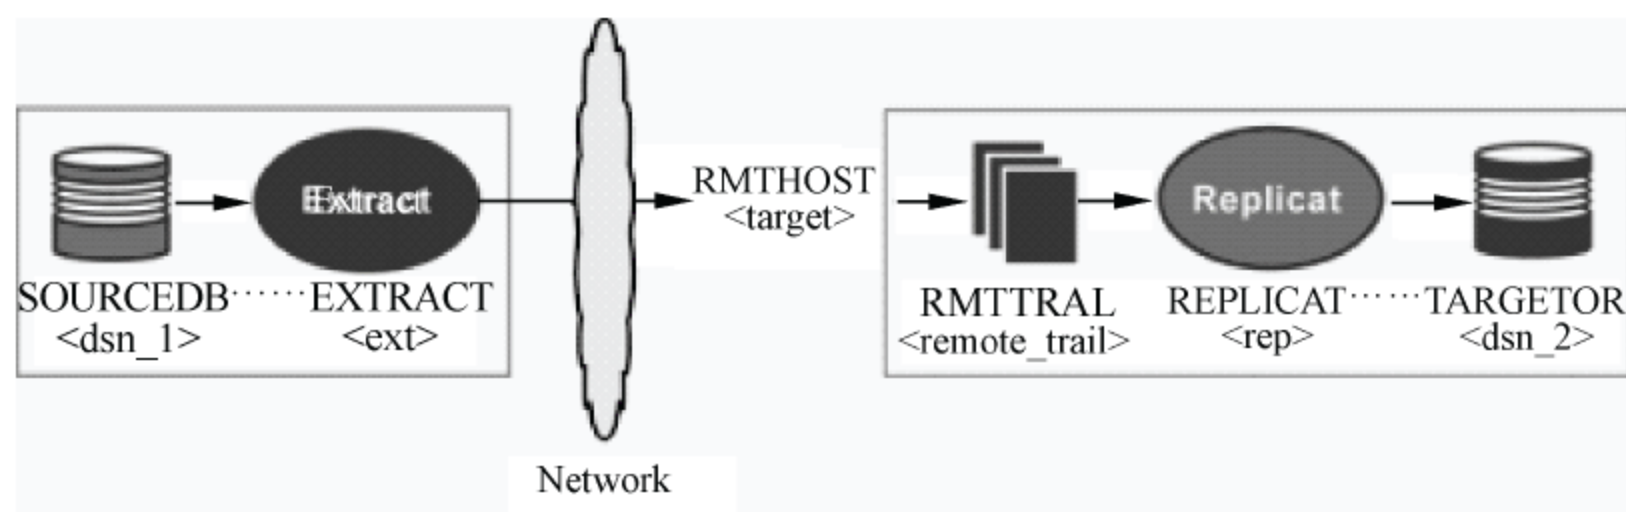 Extract
RMTHOST
<target>
Replicat
SOURCEDB······EXTRACT
<dsn_1> <ext>
RMTTRAL REPLICAT······TARGETOR
<remote_trail> <rep> <dsn_2>
Network